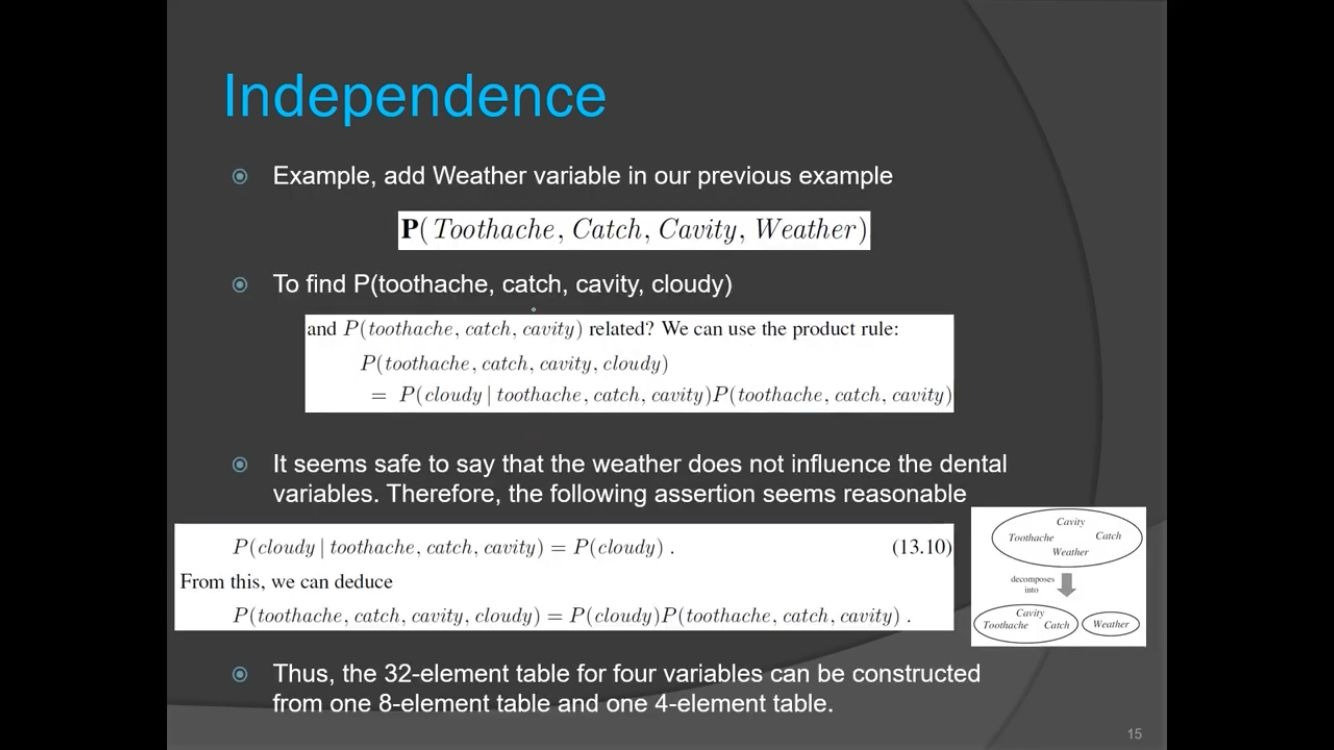 Independence
Example, add Weather variable in our previous example
P(Toothache, Catch, Cavity, Weather)
To find P(toothache, catch, cavity, cloudy)
and P(toothache, catch, cavity) related? We can use the product rule:
P(toothache, catch, cavity, cloudy)
= P(cloudy | toothache, catch, cavity)P(toothache, catch, cavity)
It seems safe to say that the weather does not influence the dental
variables. Therefore, the following assertion seems reasonable
P(cloudy | toothache, catch, cavity) = P(cloudy) . (13.10)
From this, we can deduce
P(toothache, catch, cavity, cloudy) = P(cloudy)P(toothache, catch, cavity) .
Cavity
Toothache Catch
Weather
decomposes
into
Cavity
Toothache Catch Weather
Thus, the 32-element table for four variables can be constructed
from one 8-element table and one 4-element table.
15